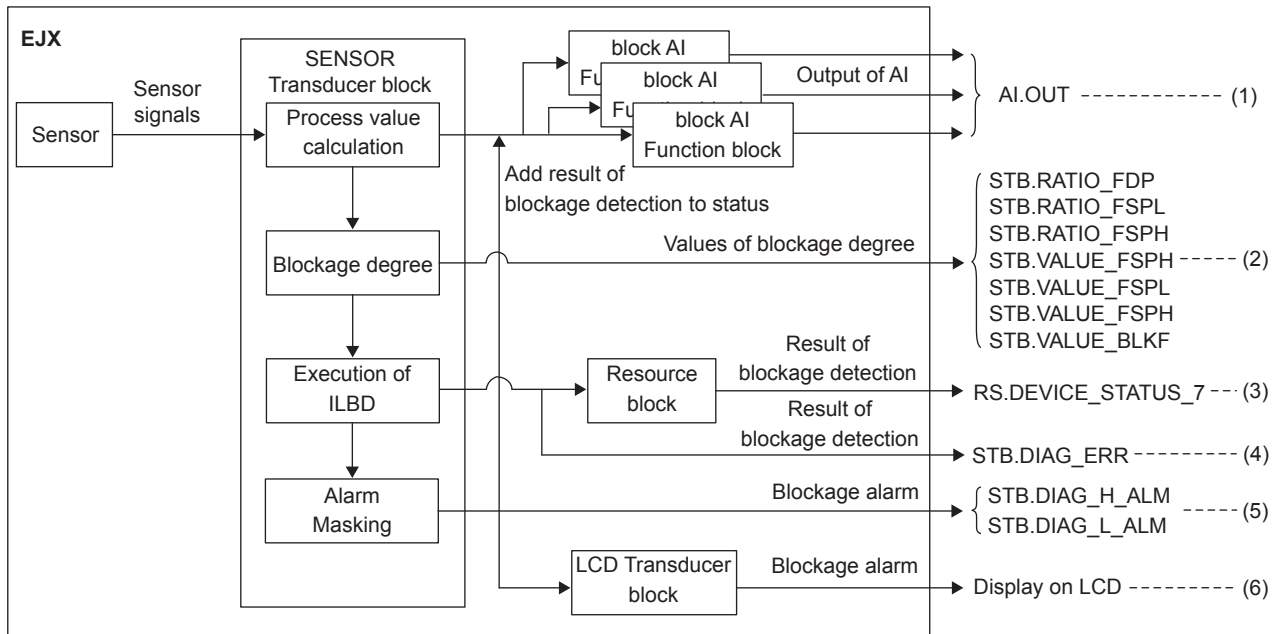 EJX
SENSOR
Transducer block
Sensor
signals
Sensor
Process value
calculation
block AI
Fu
block AI
Fu
block AI
Function block
Output of AI
AI.OUT
(1)
Add result of
blockage detection to status
Blockage degree
Values of blockage degree
STB.RATIO_FDP
STB.RATIO_FSPL
STB.RATIO_FSPH
STB.VALUE_FSPH
(2)
STB.VALUE_FSPL
STB.VALUE_FSPH
STB.VALUE_BLKF
Execution of
ILBD
Resource
block
Result of
blockage detection
RS.DEVICE_STATUS_7
(3)
Result of
blockage detection
STB.DIAG_ERR
(4)
Alarm
Masking
Blockage alarm
STB.DIAG_H_ALM
STB.DIAG_L_ALM
(5)
LCD Transducer
block
Blockage alarm
Display on LCD
(6)